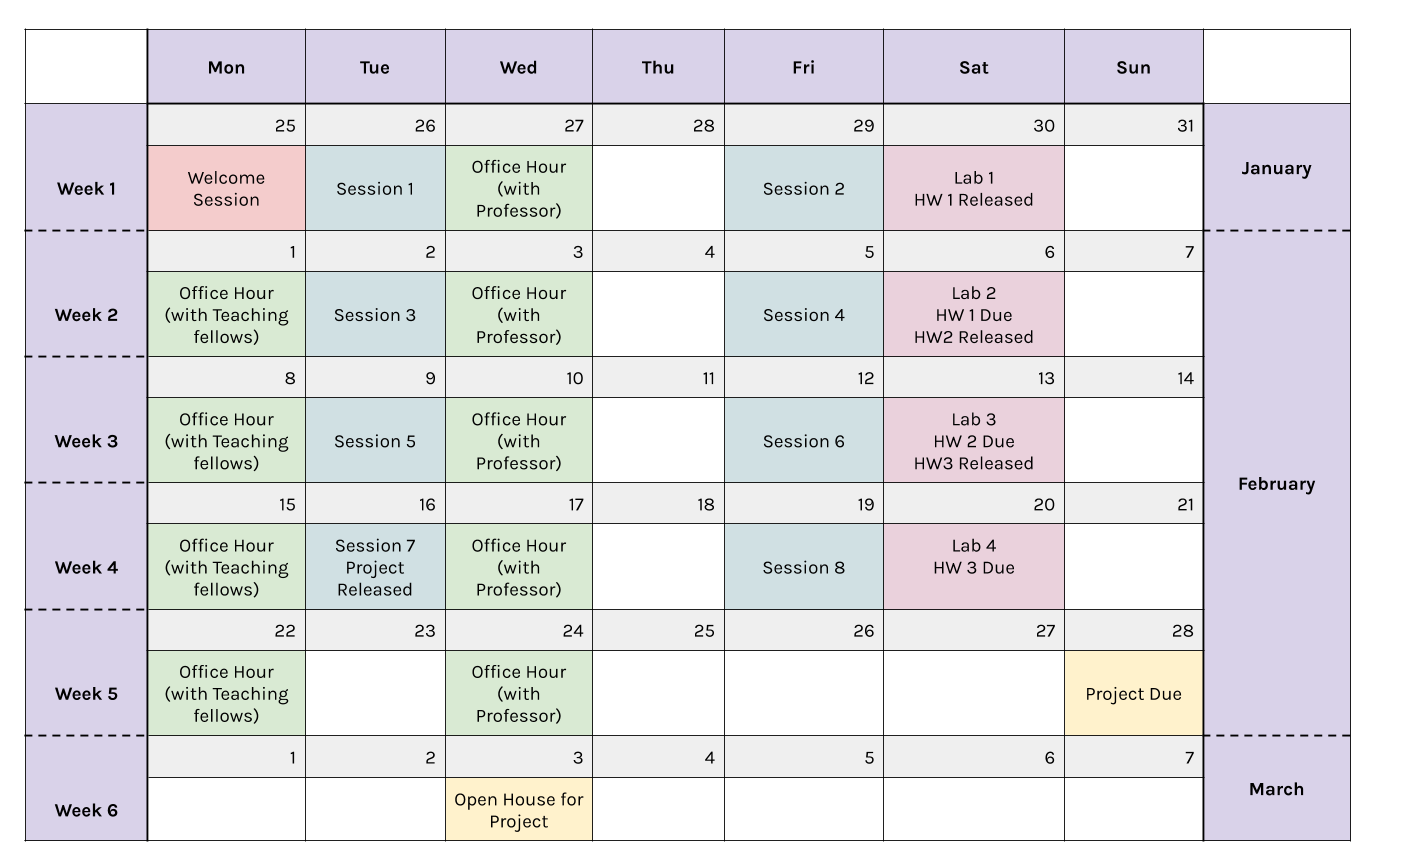 Mon Tue Wed Thu Fri Sat Sun
25 26 27 28 29 30 31
Week 1
Welcome
Session
Session 1
Office Hour
(with
Professor)
Session 2
Lab 1
HW 1 Released
January
1 2 3 4 5 6 7
Week 2
Office Hour
(with Teaching
fellows)
Session 3
Office Hour
(with
Professor)
Session 4
Lab 2
HW 1 Due
HW2 Released
8 9 10 11 12 13 14
Week 3
Office Hour
(with Teaching
fellows)
Session 5
Office Hour
(with
Professor)
Session 6
Lab 3
HW 2 Due
HW3 Released
February
15 16 17 18 19 20 21
Week 4
Office Hour
(with Teaching
fellows)
Session 7
Project
Released
Office Hour
(with
Professor)
Session 8
Lab 4
HW 3 Due
22 23 24 25 26 27 28
Week 5
Office Hour
(with Teaching
fellows)
Office Hour
(with
Professor)
Project Due
1 2 3 4 5 6 7
Week 6
Open House for
Project
March